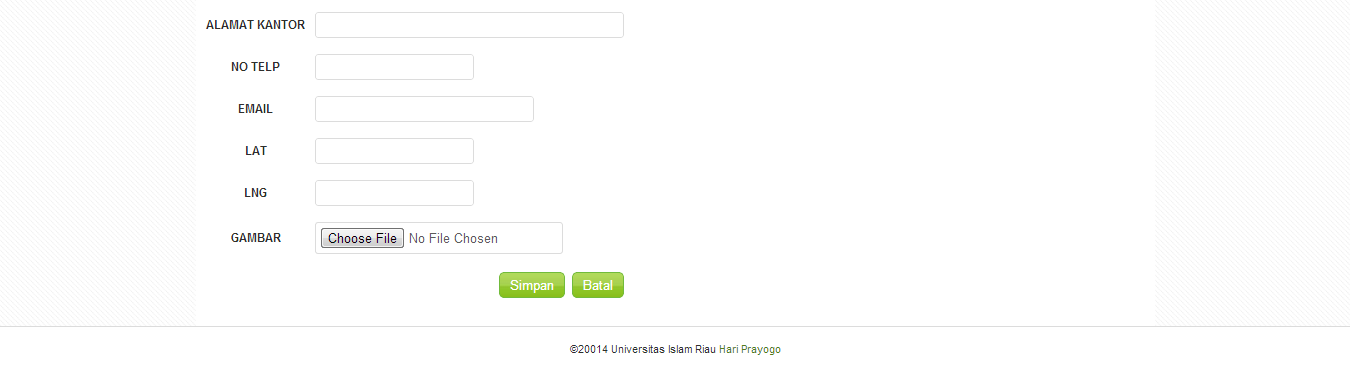 ALAMAT KANTOR
NO TELP
EMAIL
LAT
LNG
GAMBAR Choose File No File Chosen
Simpan Batal
©20014 Universitas Islam Riau Hari Prayogo